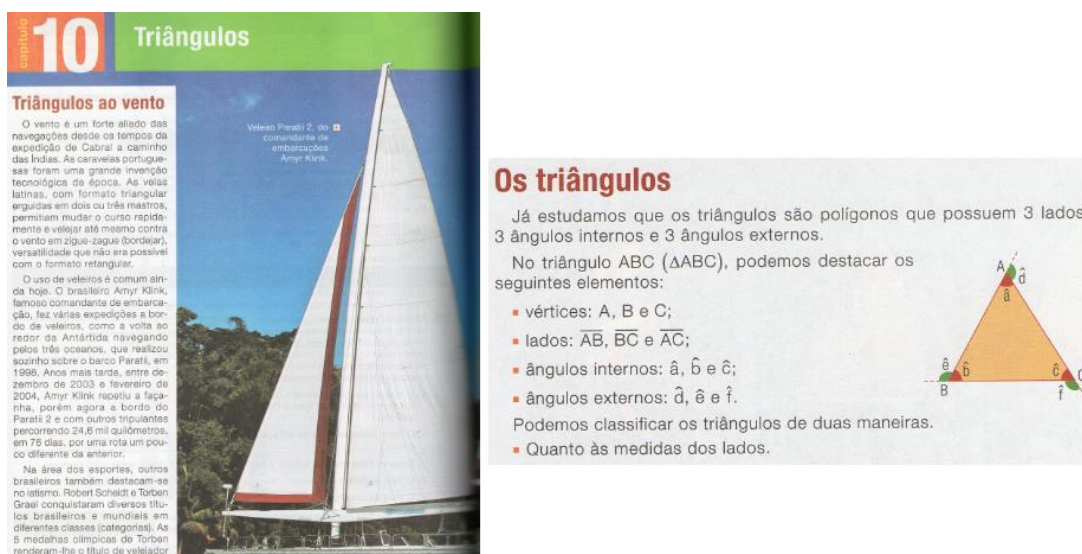 capítulo
10
Triângulos
Triângulos ao vento
O vento é um forte aliado das
navegações desde os tempos da
expedição de Cabral a caminho
das Índias. As caravelas portugue-
sas foram uma grande invenção
tecnológica da época. As velas
latinas, com formato triangular
erguidas em dois ou três mastros,
permitiam mudar o curso rapida-
mente e velejar até mesmo contra
o vento em zigue-zague (bordejar),
versatilidade que não era possível
com o formato retangular.
O uso de veleiros é comum ain-
da hoje. O brasileiro Amyr Klink,
famoso comandante de embarca-
ção, fez várias expedições a bor-
do de veleiros, como a volta ao
redor da Antártida navegando
pelos três oceanos, que realizou
sozinho sobre o barco Paratii, em
1998. Anos mais tarde, entre de-
zembro de 2003 e fevereiro de
2004, Amyr Klink repetiu a faça-
nha, porém agora a bordo do
Paratii 2 e com outros tripulantes
percorrendo 24,6 mil quilômetros,
em 76 dias, por uma rota um pou-
co diferente da anterior.
Na área dos esportes, outros
brasileiros também destacam-se
no iatismo. Robert Scheidt e Torben
Grael conquistaram diversos títu-
los brasileiros e mundiais em
diferentes classes (categorias). As
5 medalhas olímpicas de Torben
renderam-lhe o título de velejador
Veleiro Paratii 2, do
comandante de
embarcações
Amyr Klink.
Os triângulos
Já estudamos que os triângulos são polígonos que possuem 3 lados
3 ângulos internos e 3 ângulos externos.
No triângulo ABC (ΔABC), podemos destacar os
seguintes elementos:
▪ vértices: A, B e C;
▪ lados: A̅B̅, B̅C̅ e A̅C̅;
▪ ângulos internos: â, b̂ e ĉ;
▪ ângulos externos: d̂, ê e f̂.
Podemos classificar os triângulos de duas maneiras.
▪ Quanto às medidas dos lados.
A
d̂
â
ê
b̂
ĉ
C
B
f̂